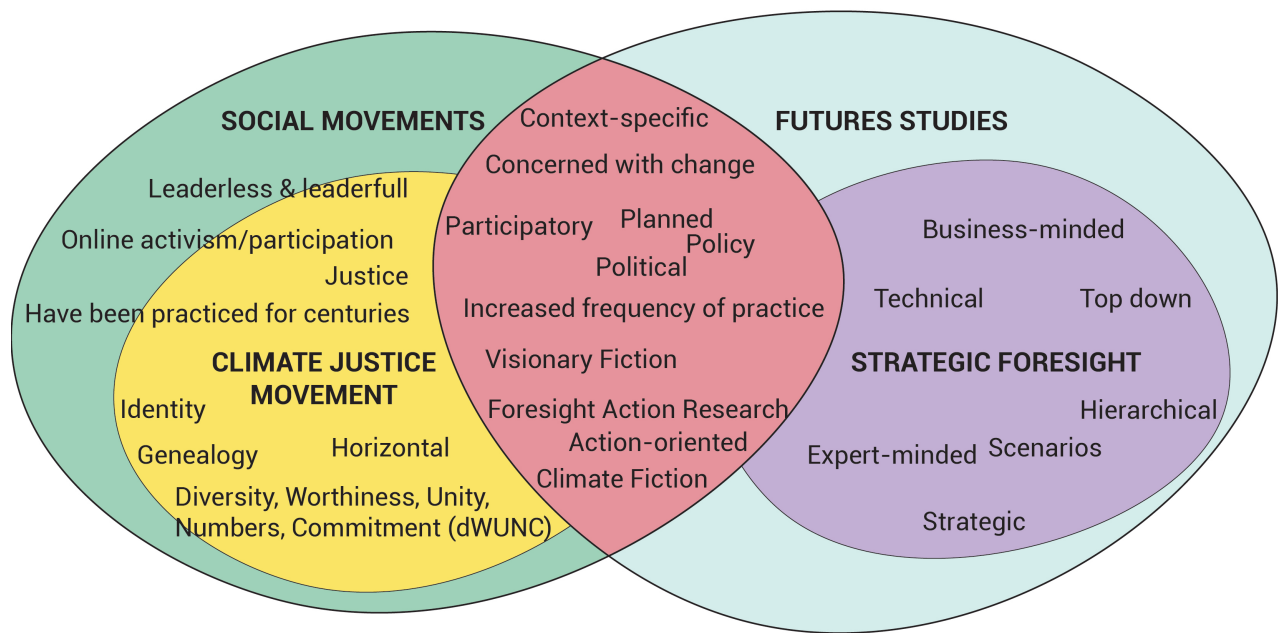 SOCIAL MOVEMENTS
Leaderless & leaderfull
Online activism/participation
Justice
Have been practiced for centuries
CLIMATE JUSTICE
MOVEMENT
Identity
Horizontal
Genealogy
Diversity, Worthiness, Unity,
Numbers, Commitment (dWUNC)
Context-specific
Concerned with change
Participatory
Planned
Policy
Political
Increased frequency of practice
Visionary Fiction
Foresight Action Research
Action-oriented
Climate Fiction
FUTURES STUDIES
Business-minded
Technical
Top down
STRATEGIC FORESIGHT
Hierarchical
Expert-minded
Scenarios
Strategic